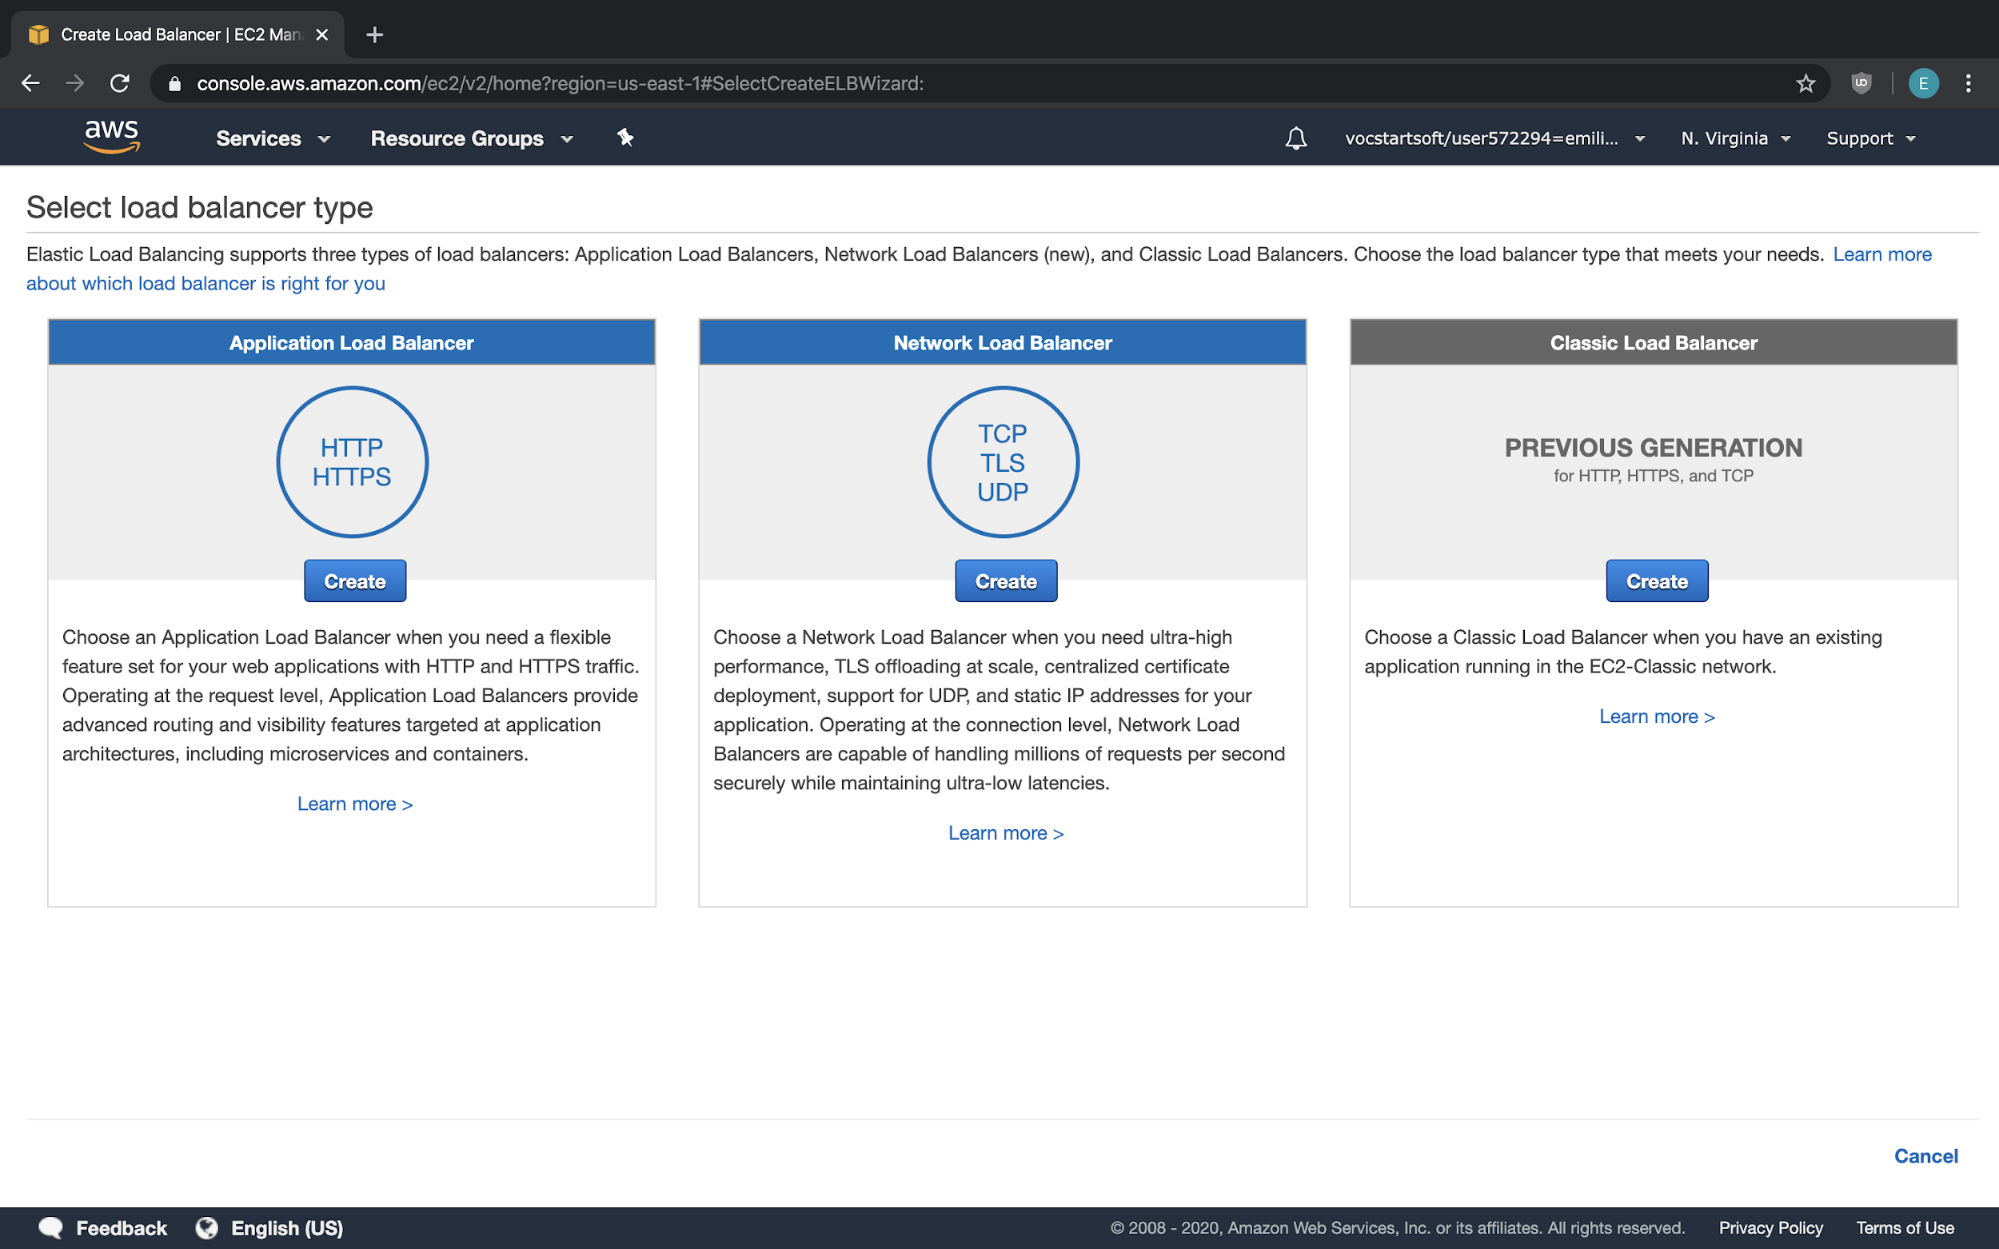 Create Load Balancer | EC2 Man
console.aws.amazon.com/ec2/v2/home?region=us-east-1#SelectCreateELBWizard:
E
aws
Services
Resource Groups
vocstartsoft/user572294=emili...
N. Virginia
Support
Select load balancer type
Elastic Load Balancing supports three types of load balancers: Application Load Balancers, Network Load Balancers (new), and Classic Load Balancers. Choose the load balancer type that meets your needs. Learn more
about which load balancer is right for you
Application Load Balancer
HTTP
HTTPS
Create
Choose an Application Load Balancer when you need a flexible
feature set for your web applications with HTTP and HTTPS traffic.
Operating at the request level, Application Load Balancers provide
advanced routing and visibility features targeted at application
architectures, including microservices and containers.
Learn more >
Network Load Balancer
TCP
TLS
UDP
Create
Choose a Network Load Balancer when you need ultra-high
performance, TLS offloading at scale, centralized certificate
deployment, support for UDP, and static IP addresses for your
application. Operating at the connection level, Network Load
Balancers are capable of handling millions of requests per second
securely while maintaining ultra-low latencies.
Learn more >
Classic Load Balancer
PREVIOUS GENERATION
for HTTP, HTTPS, and TCP
Create
Choose a Classic Load Balancer when you have an existing
application running in the EC2-Classic network.
Learn more >
Cancel
Feedback
English (US)
© 2008 - 2020, Amazon Web Services, Inc. or its affiliates. All rights reserved.
Privacy Policy
Terms of Use